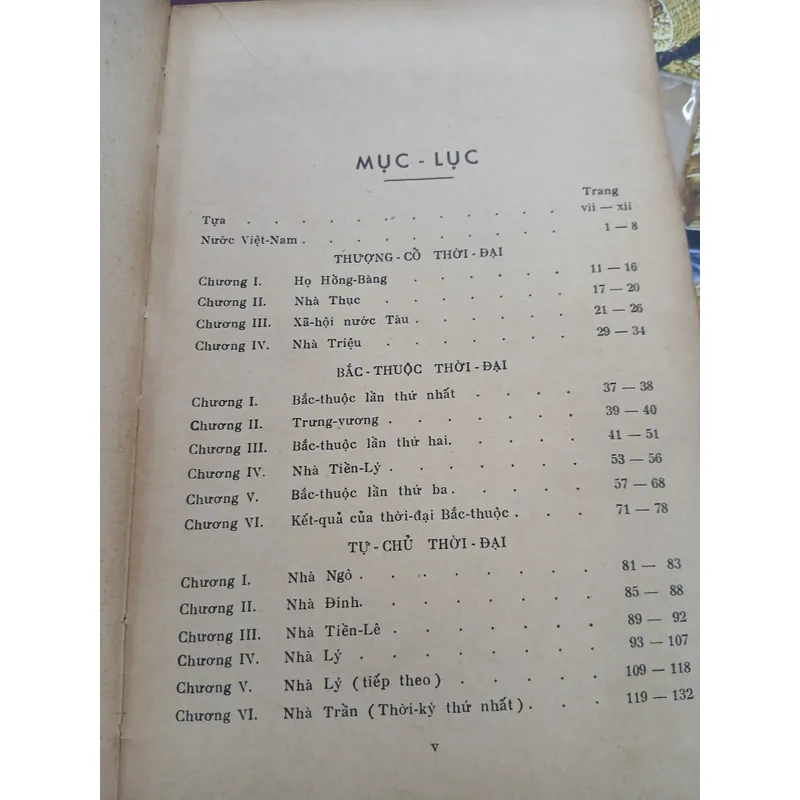 MỤC - LỤC
Trang
Tựa . . . . . . . . . . . . vii — xii
Nước Việt-Nam . . . . . . . . . . 1 — 8
THƯỢNG - CỔ THỜI - ĐẠI
Chương I. Họ Hồng-Bàng . . . . . . 11 — 16
Chương II. Nhà Thục . . . . . . . 17 — 20
Chương III. Xã-hội nước Tàu . . . . . 21 — 26
Chương IV. Nhà Triệu . . . . . . . 29 — 34
BẮC - THUỘC THỜI - ĐẠI
Chương I. Bắc-thuộc lần thứ nhất . . . . 37 — 38
Chương II. Trưng-vương . . . . . . . 39 — 40
Chương III. Bắc-thuộc lần thứ hai. . . . . 41 — 51
Chương IV. Nhà Tiền-Lý . . . . . . . 53 — 56
Chương V. Bắc-thuộc lần thứ ba . . . . . 57 — 68
Chương VI. Kết-quả của thời-đại Bắc-thuộc . . . 71 — 78
TỰ - CHỦ THỜI - ĐẠI
Chương I. Nhà Ngô . . . . . . . . 81 — 83
Chương II. Nhà Đinh. . . . . . . . 85 — 88
Chương III. Nhà Tiền-Lê . . . . . . . 89 — 92
Chương IV. Nhà Lý . . . . . . . . 93 — 107
Chương V. Nhà Lý ( tiếp theo ) . . . . . 109 — 118
Chương VI. Nhà Trần ( Thời-kỳ thứ nhất ) . . . 119 — 132
v